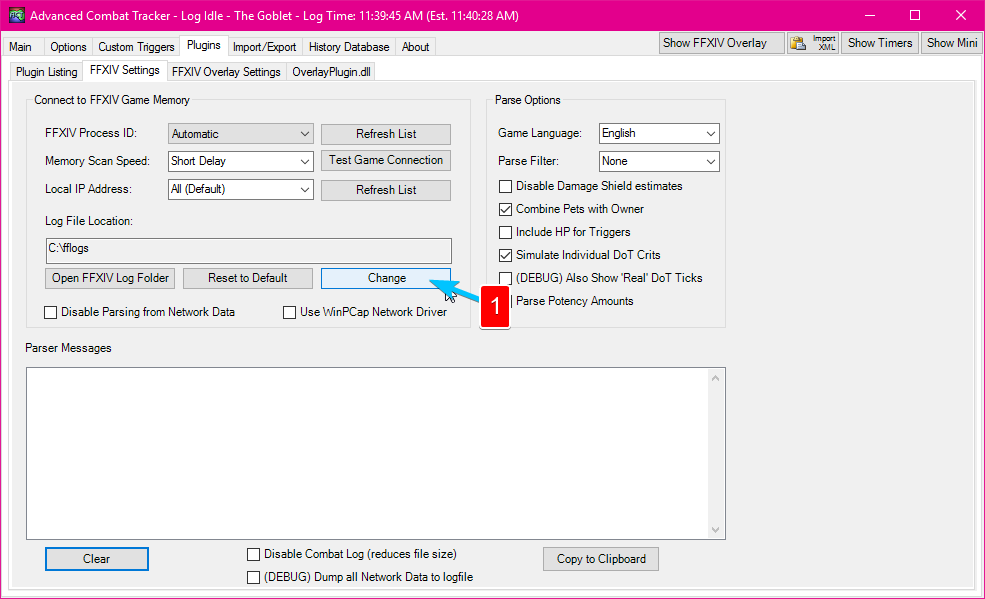 Advanced Combat Tracker - Log Idle - The Goblet - Log Time: 11:39:45 AM (Est. 11:40:28 AM)
Main Options Custom Triggers Plugins Import/Export History Database About Show FFXIV Overlay Import XML Show Timers Show Mini
Plugin Listing FFXIV Settings FFXIV Overlay Settings OverlayPlugin.dll
Connect to FFXIV Game Memory
FFXIV Process ID: Automatic Refresh List
Memory Scan Speed: Short Delay Test Game Connection
Local IP Address: All (Default) Refresh List
Log File Location:
C:\fflogs
Open FFXIV Log Folder Reset to Default Change
1
Disable Parsing from Network Data Use WinPCap Network Driver
Parse Options
Game Language: English
Parse Filter: None
Disable Damage Shield estimates
Combine Pets with Owner
Include HP for Triggers
Simulate Individual DoT Crits
(DEBUG) Also Show 'Real' DoT Ticks
Parse Potency Amounts
Parser Messages
Clear
Disable Combat Log (reduces file size)
(DEBUG) Dump all Network Data to logfile
Copy to Clipboard